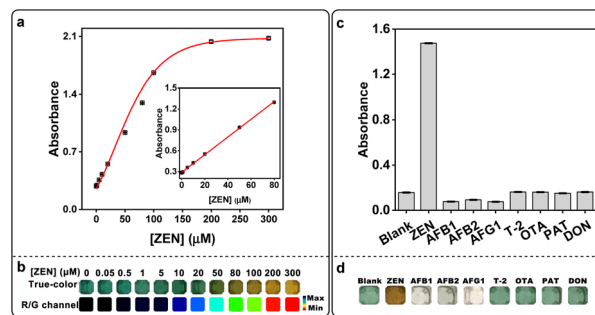 a
Absorbance
2.1
1.4
0.7
0.0
0 50 100 150 200 250 300
[ZEN] (μM)
Absorbance
1.5
1.2
0.9
0.6
0.3
0 20 40 60 80
[ZEN] (μM)
b
[ZEN] (μM) 0 0.05 0.5 1 5 10 20 50 80 100 200 300
True-color
R/G channel
Max
Min
c
Absorbance
1.6
1.2
0.8
0.4
0.0
Blank ZEN AFB1 AFB2 AFG1 T-2 OTA PAT DON
d
Blank ZEN AFB1 AFB2 AFG1 T-2 OTA PAT DON